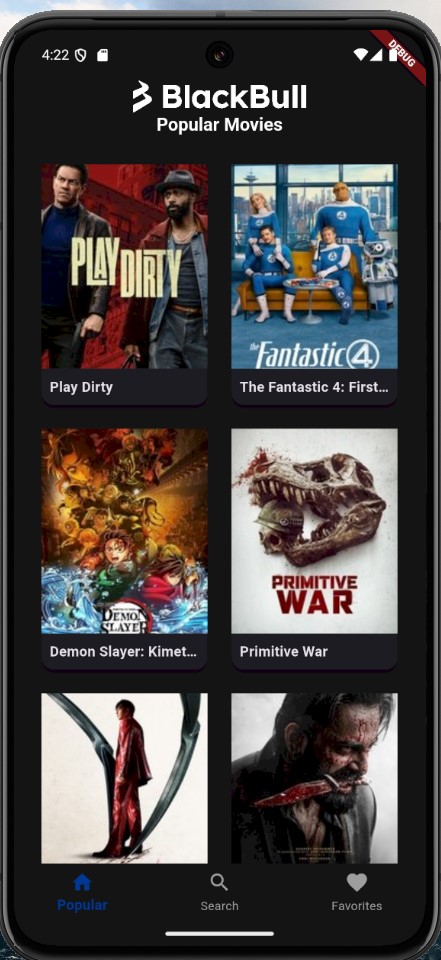 4:22
DEBUG
BlackBull
Popular Movies
PLAY DIRTY
the Fantastic 4
Play Dirty
The Fantastic 4: First...
DEMON SLAYER
PRIMITIVE WAR
Demon Slayer: Kimet...
Primitive War
Popular
Search
Favorites